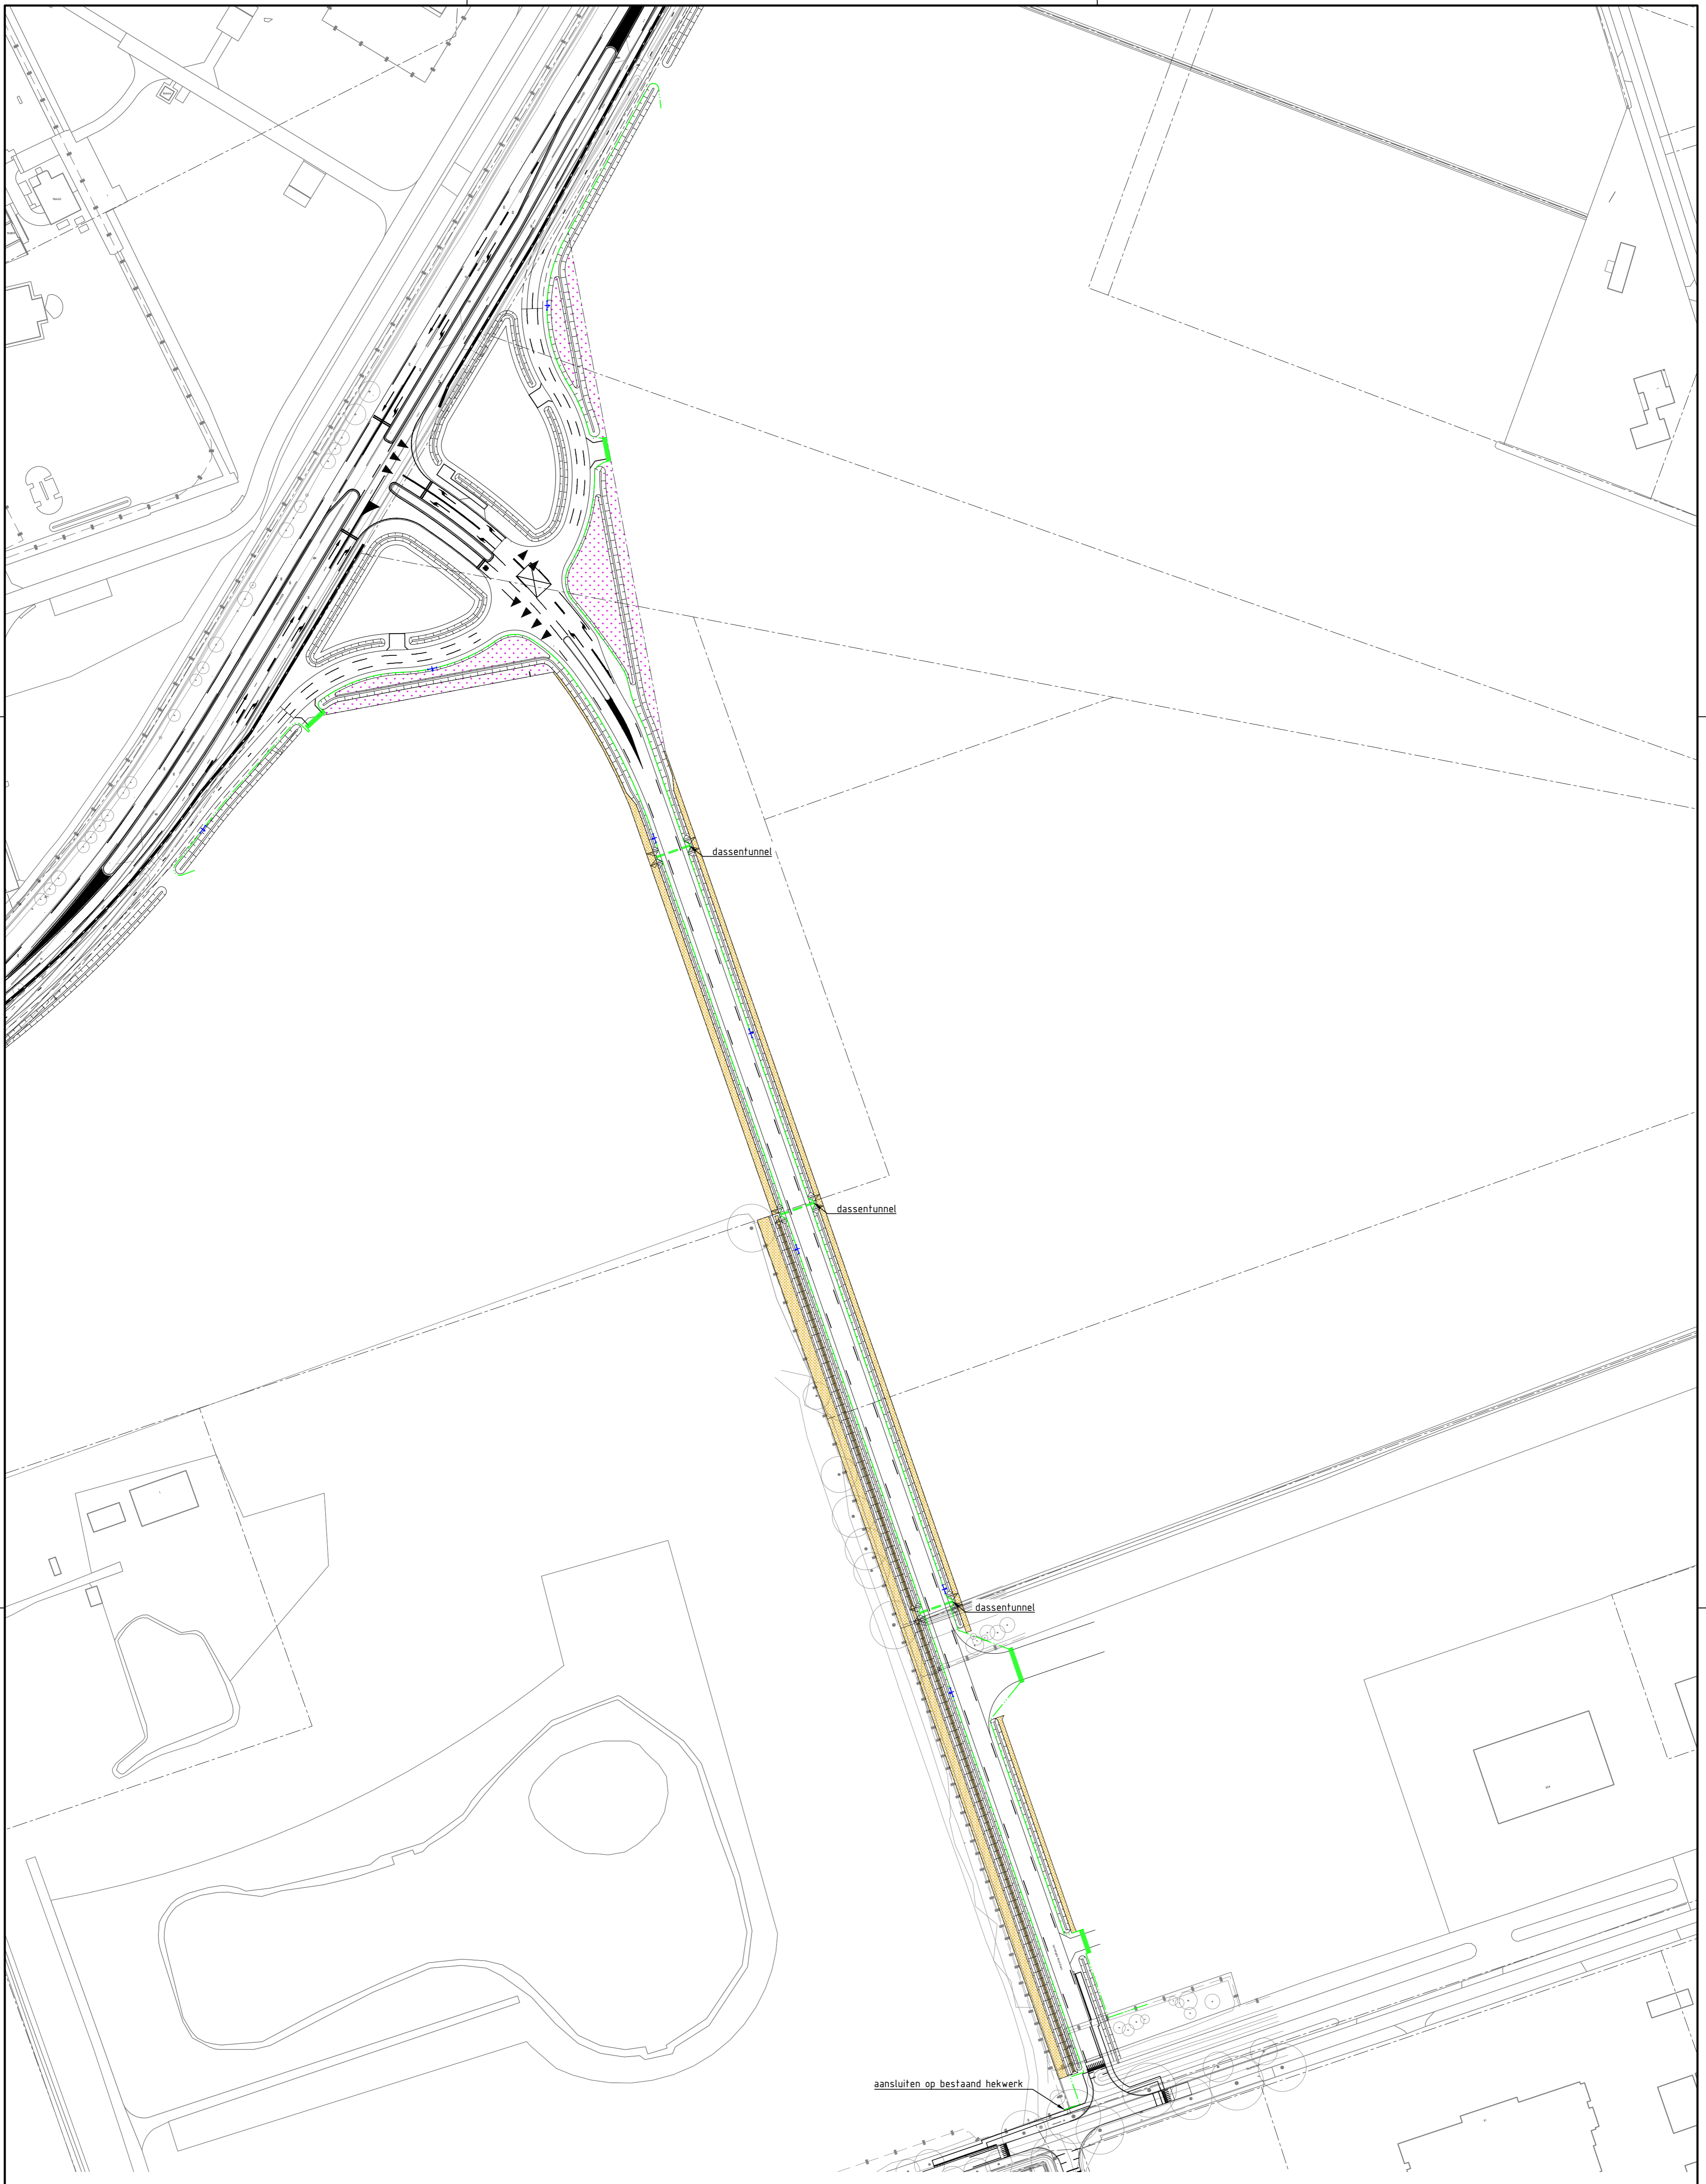 dassentunnel
dassentunnel
dassentunnel
aansluiten op bestaand hekwerk